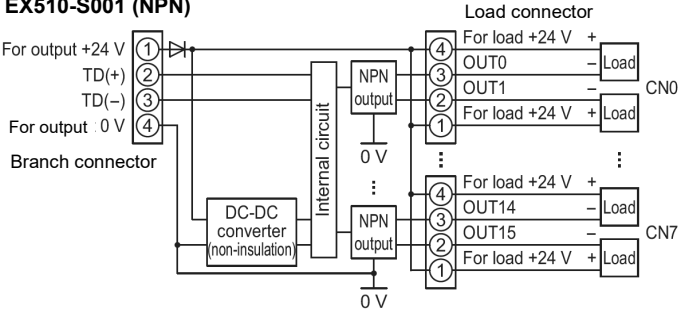 EX510-S001 (NPN)
Load connector
For output +24 V 1
TD(+) 2
TD(−) 3
For output : 0 V 4
Branch connector
Internal circuit
NPN output
0 V
DC-DC converter (non-insulation)
NPN output
0 V
4 For load +24 V + Load
3 OUT0 −
2 OUT1 − CN0
1 For load +24 V + Load
4 For load +24 V + Load
3 OUT14 −
2 OUT15 − CN7
1 For load +24 V + Load